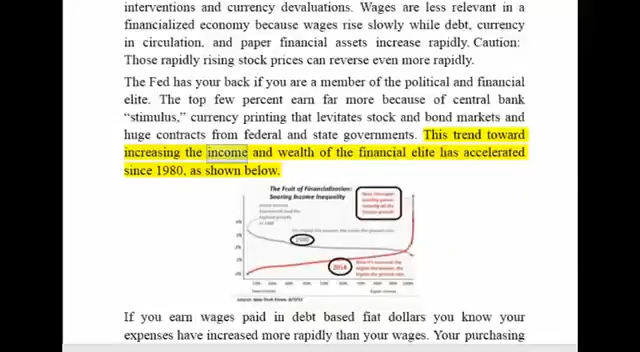 interventions and currency devaluations. Wages are less relevant in a
financialized economy because wages rise slowly while debt, currency
in circulation, and paper financial assets increase rapidly. Caution:
Those rapidly rising stock prices can reverse even more rapidly.
The Fed has your back if you are a member of the political and financial
elite. The top few percent earn far more because of central bank
“stimulus,” currency printing that levitates stock and bond markets and
huge contracts from federal and state governments. This trend toward
increasing the income and wealth of the financial elite has accelerated
since 1980, as shown below.
The Fruit of Financialization:
Soaring Income Inequality
1980
2014
source: New York Times
If you earn wages paid in debt based fiat dollars you know your
expenses have increased more rapidly than your wages. Your purchasing